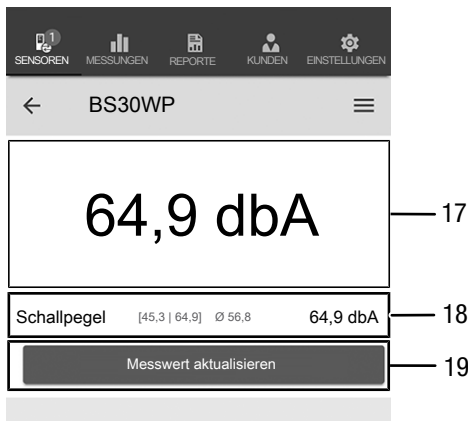 1
SENSOREN MESSUNGEN REPORTE KUNDEN EINSTELLUNGEN
BS30WP
64,9 dbA
17
Schallpegel [45,3 | 64,9] Ø 56,8 64,9 dbA
18
Messwert aktualisieren
19